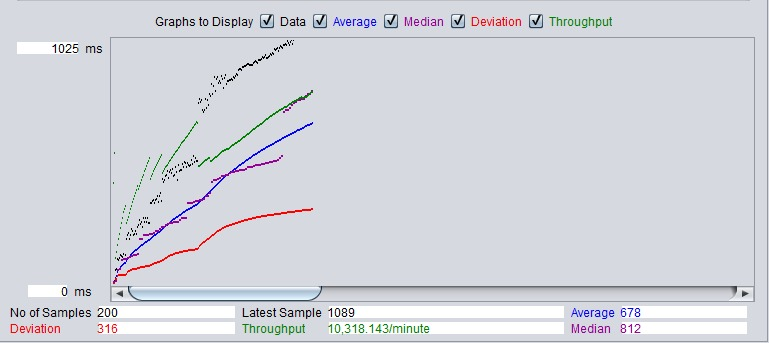 Graphs to Display Data Average Median Deviation Throughput
1025 ms
0 ms
No of Samples 200 Latest Sample 1089 Average 678
Deviation 316 Throughput 10,318.143/minute Median 812